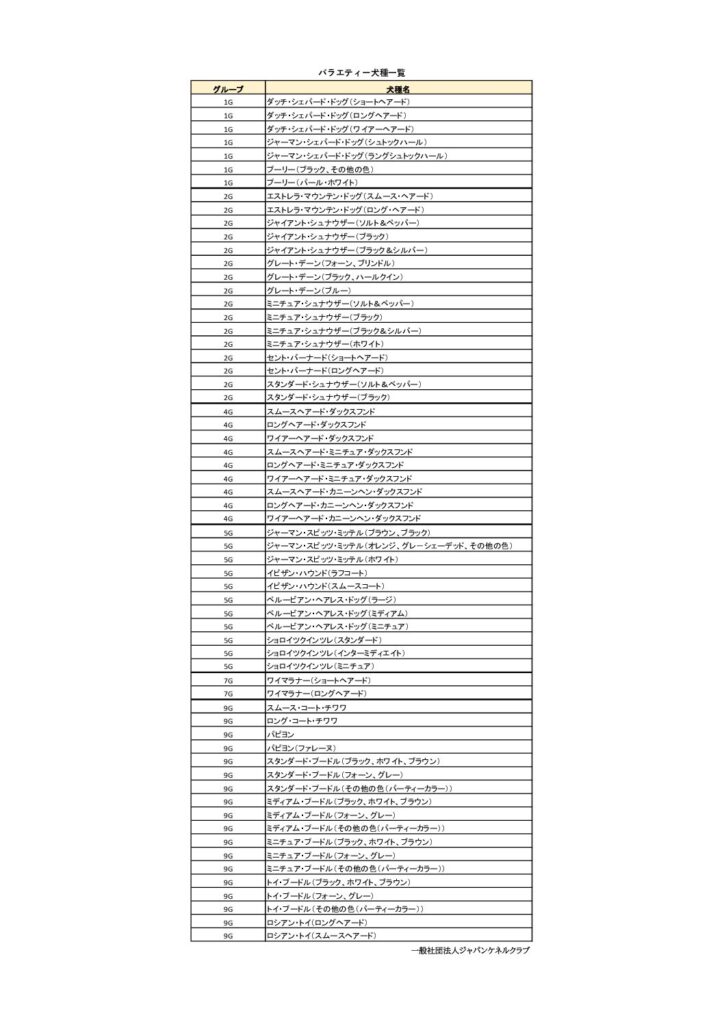 バラエティー犬種一覧
グループ 犬種名
1G ダッチ・シェパード・ドッグ(ショートヘアード)
1G ダッチ・シェパード・ドッグ(ロングヘアード)
1G ダッチ・シェパード・ドッグ(ワイアーヘアード)
1G ジャーマン・シェパード・ドッグ(シュトックハール)
1G ジャーマン・シェパード・ドッグ(ラングシュトックハール)
1G プーリー(ブラック、その他の色)
1G プーリー(パール・ホワイト)
2G エストレラ・マウンテン・ドッグ(スムース・ヘアード)
2G エストレラ・マウンテン・ドッグ(ロング・ヘアード)
2G ジャイアント・シュナウザー(ソルト&ペッパー)
2G ジャイアント・シュナウザー(ブラック)
2G ジャイアント・シュナウザー(ブラック&シルバー)
2G グレート・デーン(フォーン、ブリンドル)
2G グレート・デーン(ブラック、ハールクイン)
2G グレート・デーン(ブルー)
2G ミニチュア・シュナウザー(ソルト&ペッパー)
2G ミニチュア・シュナウザー(ブラック)
2G ミニチュア・シュナウザー(ブラック&シルバー)
2G ミニチュア・シュナウザー(ホワイト)
2G セント・バーナード(ショートヘアード)
2G セント・バーナード(ロングヘアード)
2G スタンダード・シュナウザー(ソルト&ペッパー)
2G スタンダード・シュナウザー(ブラック)
4G スムースヘアード・ダックスフンド
4G ロングヘアード・ダックスフンド
4G ワイアーヘアード・ダックスフンド
4G スムースヘアード・ミニチュア・ダックスフンド
4G ロングヘアード・ミニチュア・ダックスフンド
4G ワイアーヘアード・ミニチュア・ダックスフンド
4G スムースヘアード・カニーンヘン・ダックスフンド
4G ロングヘアード・カニーンヘン・ダックスフンド
4G ワイアーヘアード・カニーンヘン・ダックスフンド
5G ジャーマン・スピッツ・ミッテル(ブラウン、ブラック)
5G ジャーマン・スピッツ・ミッテル(オレンジ、グレーシェーデッド、その他の色)
5G ジャーマン・スピッツ・ミッテル(ホワイト)
5G イビザン・ハウンド(ラフコート)
5G イビザン・ハウンド(スムースコート)
5G ペルービアン・ヘアレス・ドッグ(ラージ)
5G ペルービアン・ヘアレス・ドッグ(ミディアム)
5G ペルービアン・ヘアレス・ドッグ(ミニチュア)
5G ショロイツクインツレ(スタンダード)
5G ショロイツクインツレ(インターミディエイト)
5G ショロイツクインツレ(ミニチュア)
7G ワイマラナー(ショートヘアード)
7G ワイマラナー(ロングヘアード)
9G スムース・コート・チワワ
9G ロング・コート・チワワ
9G パピヨン
9G パピヨン(ファレーヌ)
9G スタンダード・プードル(ブラック、ホワイト、ブラウン)
9G スタンダード・プードル(フォーン、グレー)
9G スタンダード・プードル(その他の色(パーティーカラー))
9G ミディアム・プードル(ブラック、ホワイト、ブラウン)
9G ミディアム・プードル(フォーン、グレー)
9G ミディアム・プードル(その他の色(パーティーカラー))
9G ミニチュア・プードル(ブラック、ホワイト、ブラウン)
9G ミニチュア・プードル(フォーン、グレー)
9G ミニチュア・プードル(その他の色(パーティーカラー))
9G トイ・プードル(ブラック、ホワイト、ブラウン)
9G トイ・プードル(フォーン、グレー)
9G トイ・プードル(その他の色(パーティーカラー))
9G ロシアン・トイ(ロングヘアード)
9G ロシアン・トイ(スムースヘアード)
一般社団法人ジャパンケネルクラブ